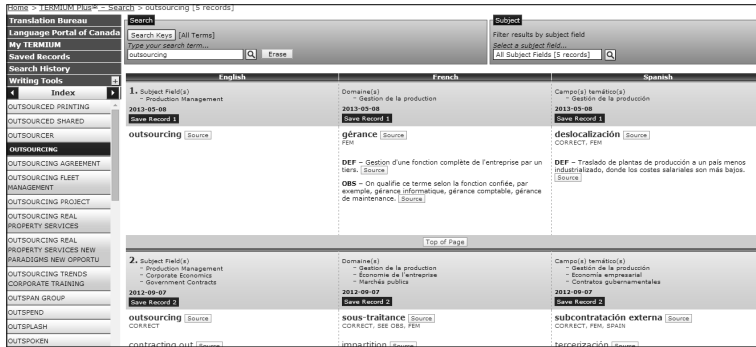 Home > TERMIUM Plus® – Search > outsourcing [5 records]
Translation Bureau
Language Portal of Canada
My TERMIUM
Saved Records
Search History
Writing Tools +
Index
OUTSOURCED PRINTING
OUTSOURCED SHARED
OUTSOURCER
OUTSOURCING
OUTSOURCING AGREEMENT
OUTSOURCING FLEET
MANAGEMENT
OUTSOURCING PROJECT
OUTSOURCING REAL
PROPERTY SERVICES
OUTSOURCING REAL
PROPERTY SERVICES NEW
PARADIGMS NEW OPPORTU
OUTSOURCING TRENDS
CORPORATE TRAINING
OUTSPAN GROUP
OUTSPEND
OUTSPLASH
OUTSPOKEN
Search
Search Keys [All Terms]
Type your search term...
outsourcing Erase
Subject
Filter results by subject field
Select a subject field...
All Subject Fields [5 records]
English French Spanish
1. Subject Field(s)
- Production Management
2013-05-08
Save Record 1
Domaine(s)
- Gestion de la production
2013-05-08
Save Record 1
Campo(s) temático(s)
- Gestión de la producción
2013-05-08
Save Record 1
outsourcing Source
gérance Source
FEM
DEF – Gestion d'une fonction complète de l'entreprise par un
tiers. Source
OBS – On qualifie ce terme selon la fonction confiée, par
exemple, gérance informatique, gérance comptable, gérance
de maintenance. Source
deslocalización Source
CORRECT, FEM
DEF – Traslado de plantas de producción a un país menos
industrializado, donde los costes salariales son más bajos.
Source
Top of Page
2. Subject Field(s)
- Production Management
- Corporate Economics
- Government Contracts
2012-09-07
Save Record 2
Domaine(s)
- Gestion de la production
- Économie de l'entreprise
- Marchés publics
2012-09-07
Save Record 2
Campo(s) temático(s)
- Gestión de la producción
- Economía empresarial
- Contratos gubernamentales
2012-09-07
Save Record 2
outsourcing Source
CORRECT
contracting out Source
sous-traitance Source
CORRECT, SEE OBS, FEM
impartition Source
subcontratación externa Source
CORRECT, FEM, SPAIN
tercerización Source